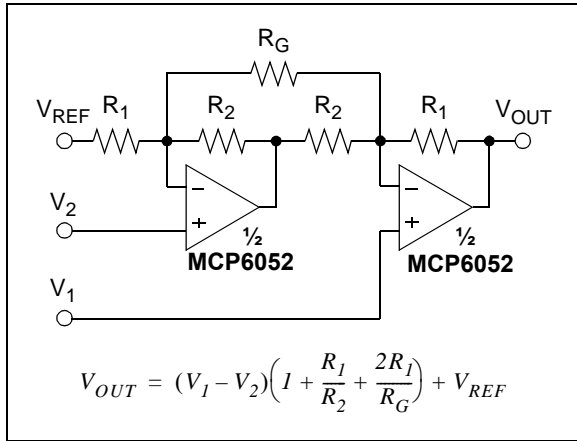 R_G
V_REF R_1 R_2 R_2 R_1 V_OUT
V_2 − + − +
½ ½
MCP6052 MCP6052
V_1
V_OUT = (V_1 – V_2)(1 + R_1/R_2 + 2R_1/R_G) + V_REF